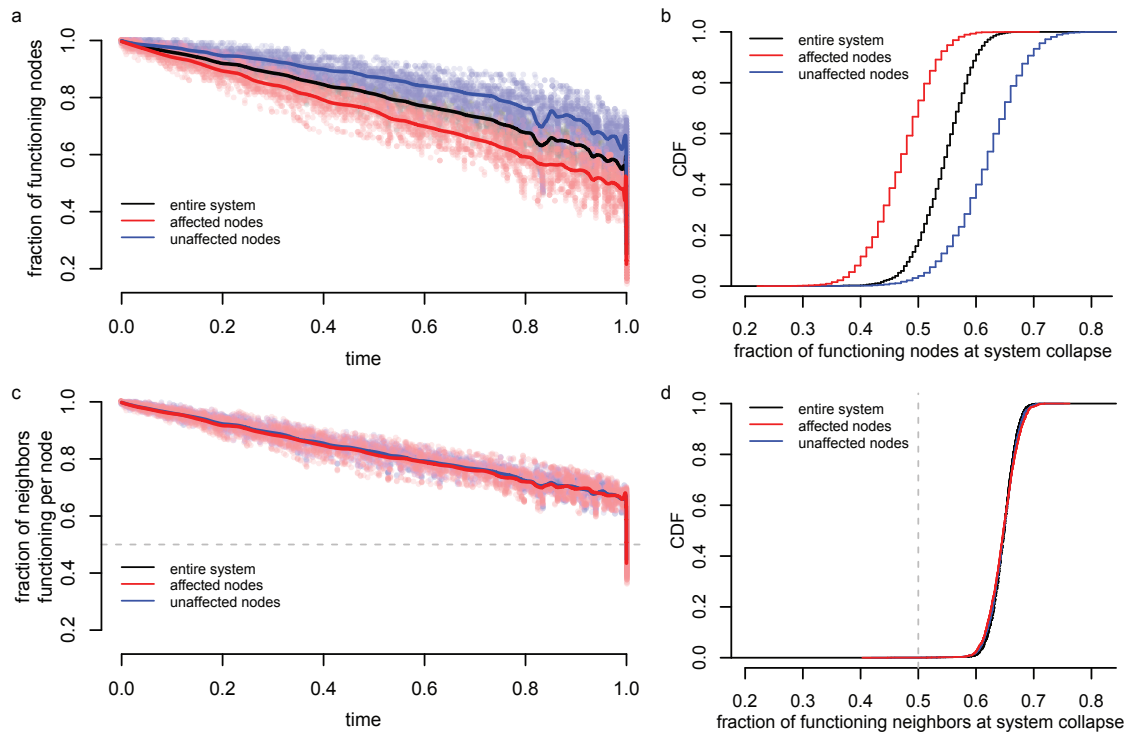 a
fraction of functioning nodes
1.0
0.8
0.6
0.4
0.2
entire system
affected nodes
unaffected nodes
0.0 0.2 0.4 0.6 0.8 1.0
time
b
CDF
1.0
0.8
0.6
0.4
0.2
0.0
entire system
affected nodes
unaffected nodes
0.2 0.3 0.4 0.5 0.6 0.7 0.8
fraction of functioning nodes at system collapse
c
fraction of neighbors
functioning per node
1.0
0.8
0.6
0.4
0.2
entire system
affected nodes
unaffected nodes
0.0 0.2 0.4 0.6 0.8 1.0
time
d
CDF
1.0
0.8
0.6
0.4
0.2
0.0
entire system
affected nodes
unaffected nodes
0.2 0.3 0.4 0.5 0.6 0.7 0.8
fraction of functioning neighbors at system collapse